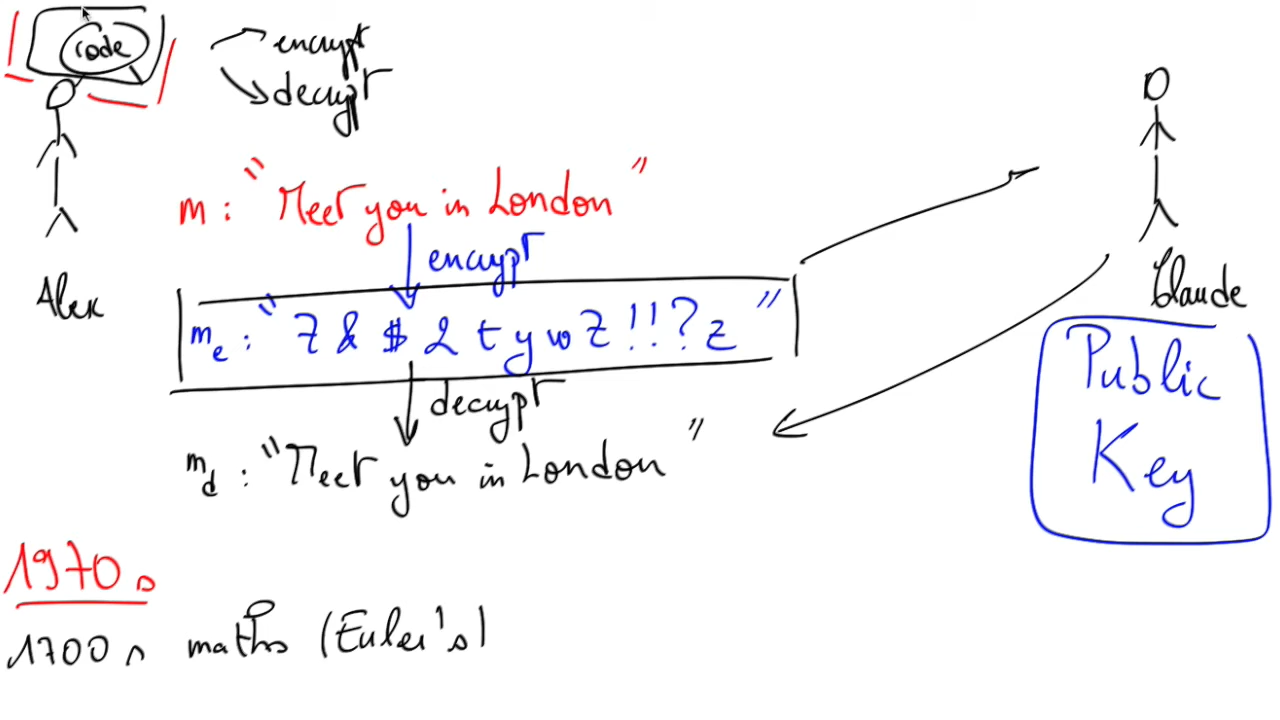 code
encrypt
decrypt
m : "Meet you in London"
encrypt
me : "7 & $ 2 t y w Z !!? z"
decrypt
md : "Meet you in London"
Alex
Claude
Public
Key
1970s
1700s maths (Euler's)